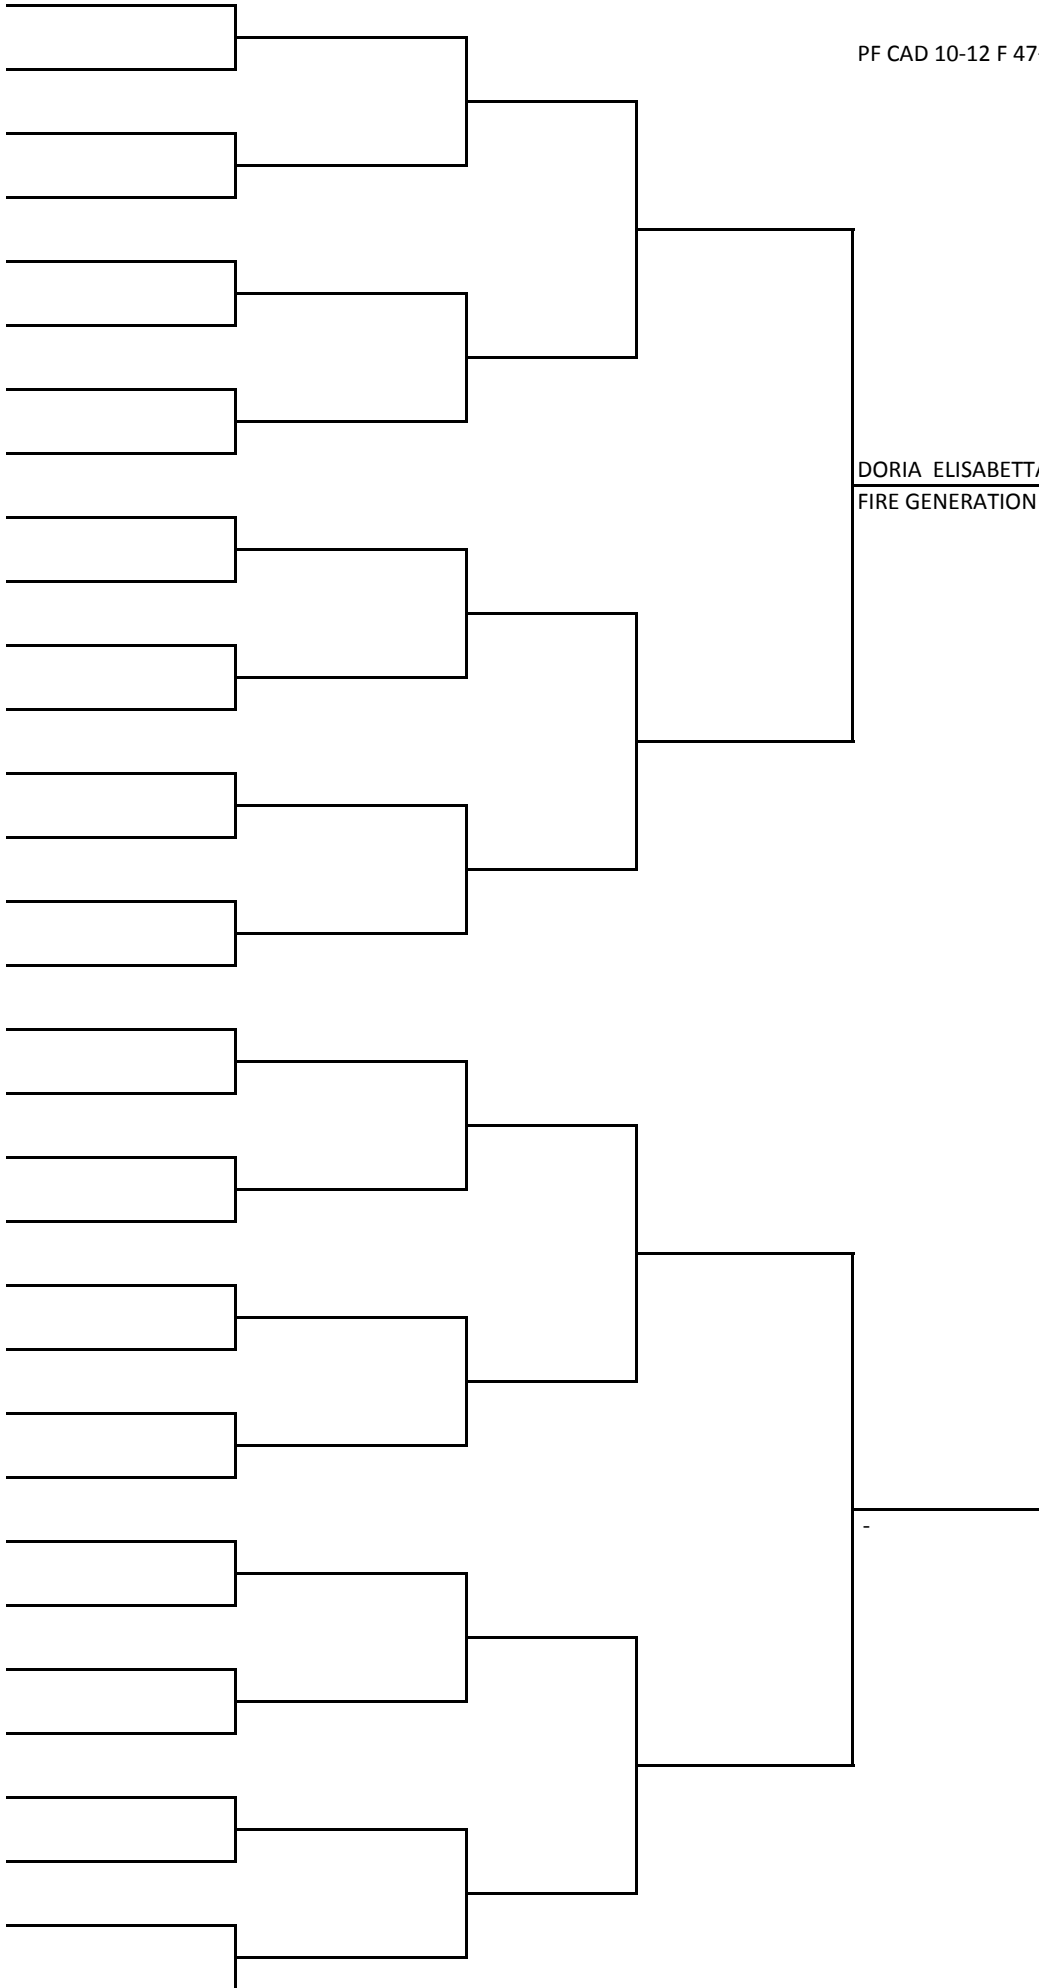 PF CAD 10-12 F 47-
DORIA  ELISABETTA
FIRE GENERATION
-